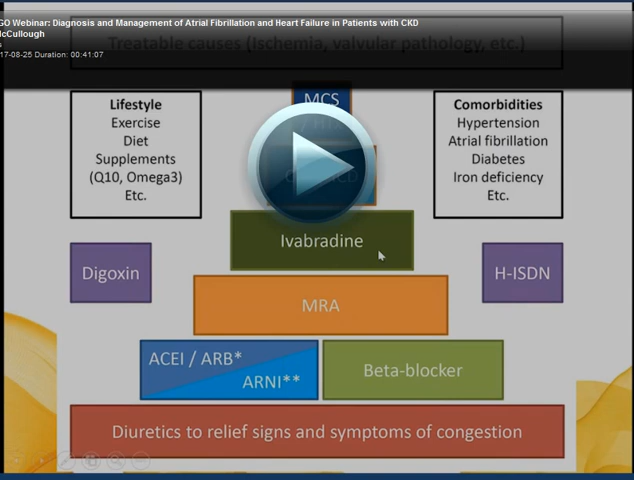 GO Webinar: Diagnosis and Management of Atrial Fibrillation and Heart Failure in Patients with CKD
McCullough
s
17-08-25 Duration: 00:41:07
Treatable causes (Ischemia, valvular pathology, etc.)
Lifestyle
Exercise
Diet
Supplements
(Q10, Omega3)
Etc.
MCS
Comorbidities
Hypertension
Atrial fibrillation
Diabetes
Iron deficiency
Etc.
Ivabradine
Digoxin
H-ISDN
MRA
ACEI / ARB*
ARNI**
Beta-blocker
Diuretics to relief signs and symptoms of congestion